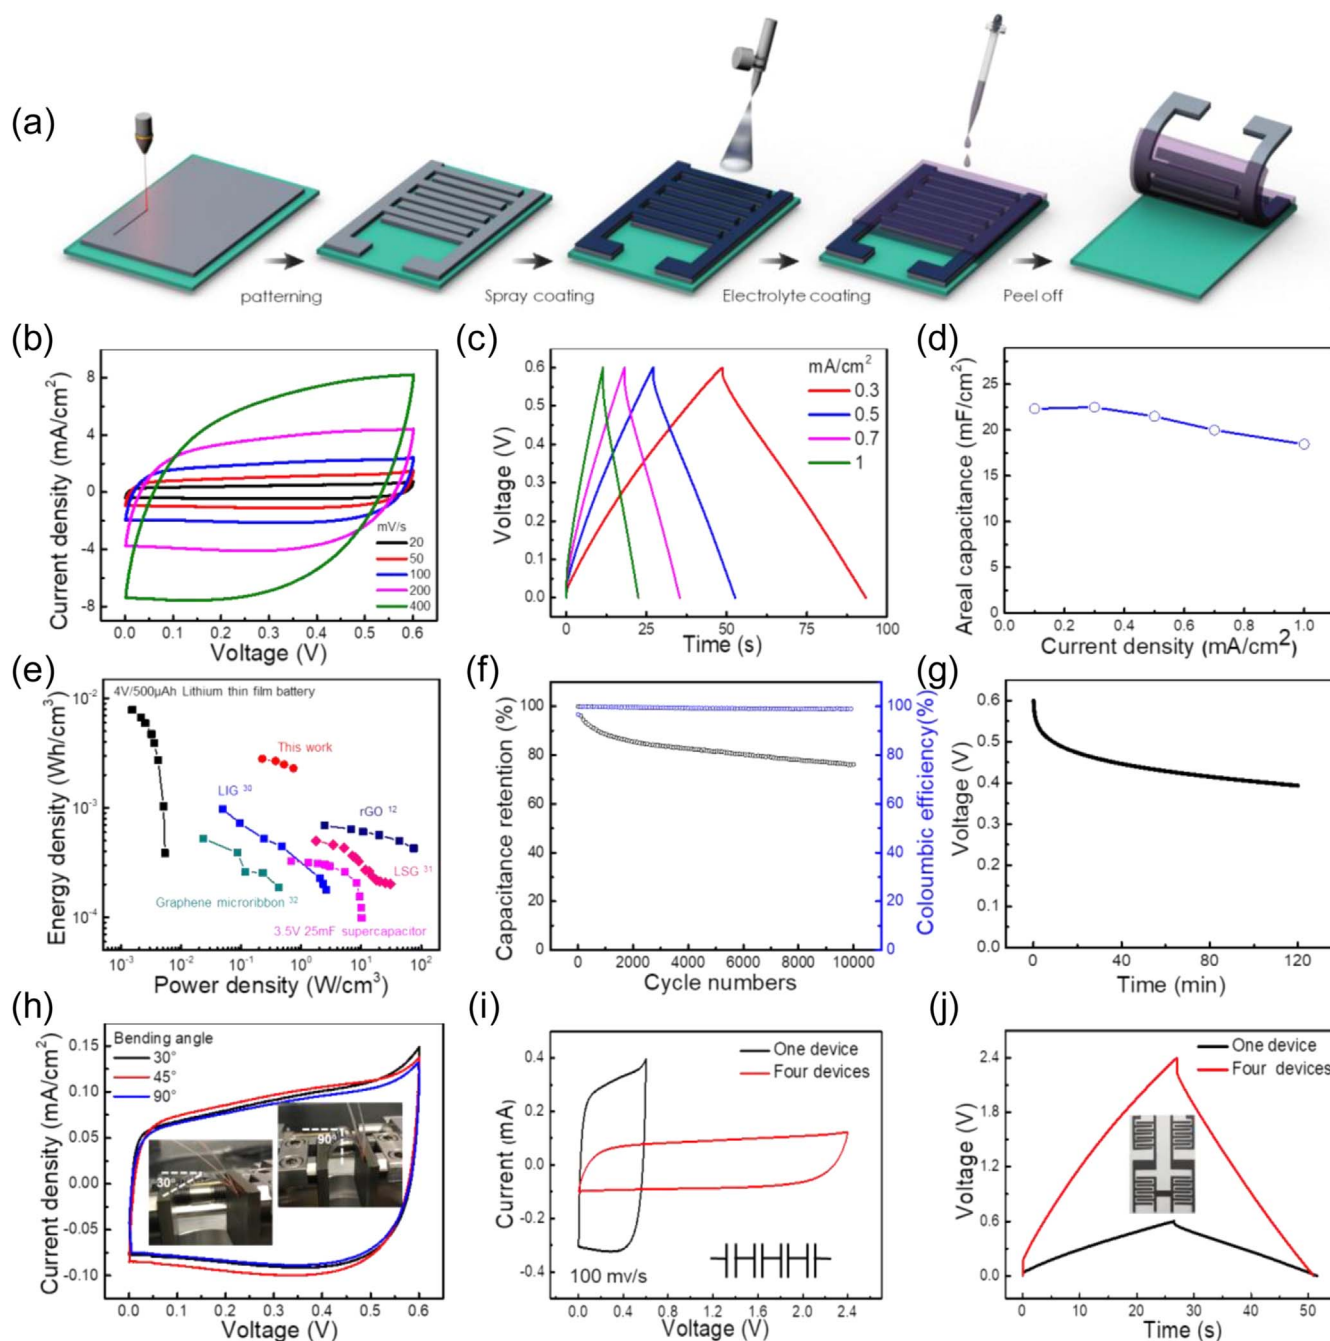 (a)
patterning
Spray coating
Electrolyte coating
Peel off
(b)
Current density (mA/cm²)
8
4
0
-4
-8
mV/s
20
50
100
200
400
0.0 0.1 0.2 0.3 0.4 0.5 0.6
Voltage (V)
(c)
Voltage (V)
0.6
0.5
0.4
0.3
0.2
0.1
0.0
mA/cm²
0.3
0.5
0.7
1
0 25 50 75 100
Time (s)
(d)
Areal capacitance (mF/cm²)
25
20
15
10
5
0
0.0 0.2 0.4 0.6 0.8 1.0
Current density (mA/cm²)
(e)
Energy density (Wh/cm³)
10⁻²
10⁻³
10⁻⁴
4V/500µAh Lithium thin film battery
This work
LIG ³⁰
rGO ¹²
LSG ³¹
Graphene microribbon ³²
3.5V 25mF supercapacitor
10⁻³ 10⁻² 10⁻¹ 10⁰ 10¹ 10²
Power density (W/cm³)
(f)
Capacitance retention (%)
100
80
60
40
20
0
100
80
60
40
20
0
Coloumbic efficiency(%)
0 2000 4000 6000 8000 10000
Cycle numbers
(g)
Voltage (V)
0.6
0.5
0.4
0.3
0.2
0.1
0.0
0 40 80 120
Time (min)
(h)
Current density (mA/cm²)
0.15
0.10
0.05
0.00
-0.05
-0.10
Bending angle
30°
45°
90°
30°
90°
0.0 0.1 0.2 0.3 0.4 0.5 0.6
Voltage (V)
(i)
Current (mA)
0.4
0.2
0.0
-0.2
-0.4
One device
Four devices
100 mv/s
0.0 0.4 0.8 1.2 1.6 2.0 2.4
Voltage (V)
(j)
Voltage (V)
2.4
1.8
1.2
0.6
0.0
One device
Four devices
0 10 20 30 40 50
Time (s)